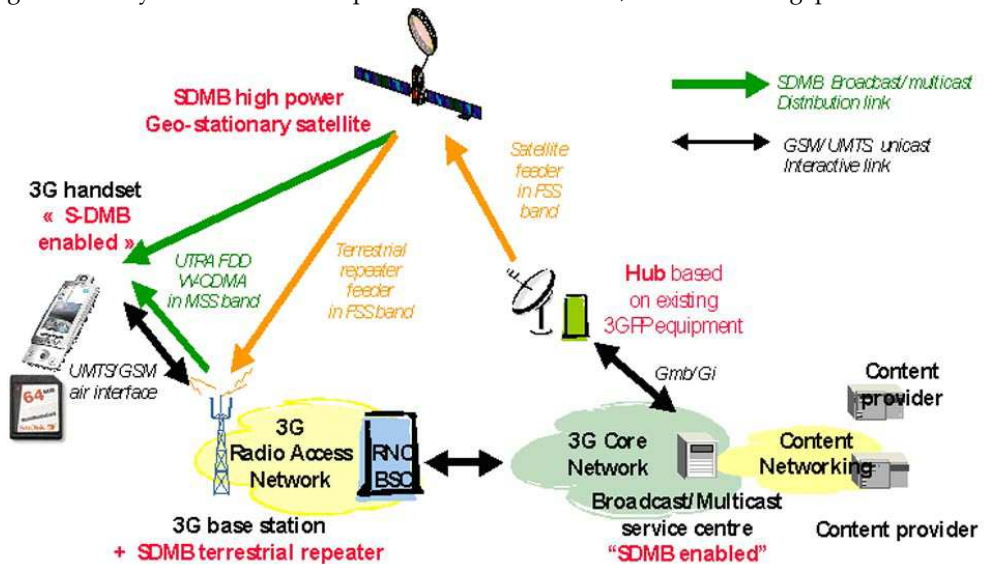 SDMB high power
Geo-stationary satellite
SDMB Broadcast/multicast
Distribution link
GSM/UMTS unicast
Interactive link
Satellite
feeder
in FSS
band
3G handset
« S-DMB
enabled »
UTRA FDD
W-CDMA
in MSS band
Terrestrial
repeater
feeder
in FSS band
Hub based
on existing
3GPP equipment
UMTS/GSM
air interface
64
Gmb/Gi
Content
provider
3G
Radio Access
Network
RNC
BSC
3G Core
Network
Content
Networking
Broadcast/Multicast
service centre
"SDMB enabled"
3G base station
+ SDMB terrestrial repeater
Content provider